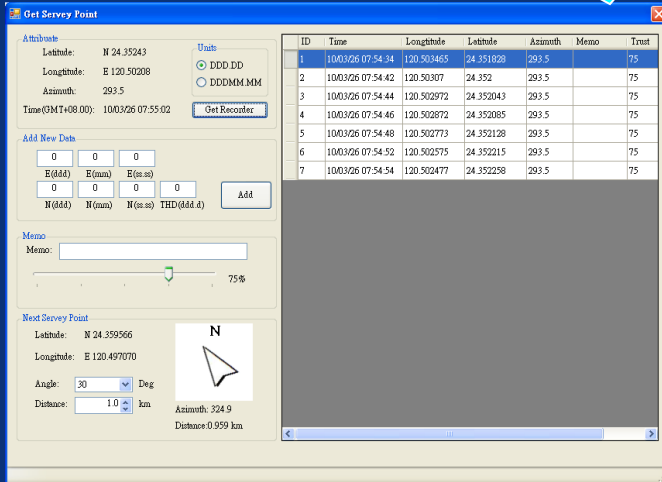 Get Servey Point
Attribuate
Latitude: N 24.35243
Longtitude: E 120.50208
Azimuth: 293.5
Time(GMT+08.00): 10/03/26 07:55:02
Units
DDD.DD
DDDMM.MM
Get Recorder
Add New Data
0 0 0
E(ddd) E(mm) E(ss.ss)
0 0 0 0
N(ddd) N(mm) N(ss.ss) THD(ddd.d)
Add
Memo
Memo:
75%
Next Servey Point
Latitude: N 24.359566
Longitude: E 120.497070
Angle: 30 Deg
Distance: 1.0 km
N
Azimuth: 324.9
Distance:0.959 km
ID Time Longtitude Latitude Azimuth Memo Trust
1 10/03/26 07:54:34 120.503465 24.351828 293.5 75
2 10/03/26 07:54:42 120.50307 24.352 293.5 75
3 10/03/26 07:54:44 120.502972 24.352043 293.5 75
4 10/03/26 07:54:46 120.502872 24.352085 293.5 75
5 10/03/26 07:54:48 120.502773 24.352128 293.5 75
6 10/03/26 07:54:52 120.502575 24.352215 293.5 75
7 10/03/26 07:54:54 120.502477 24.352258 293.5 75